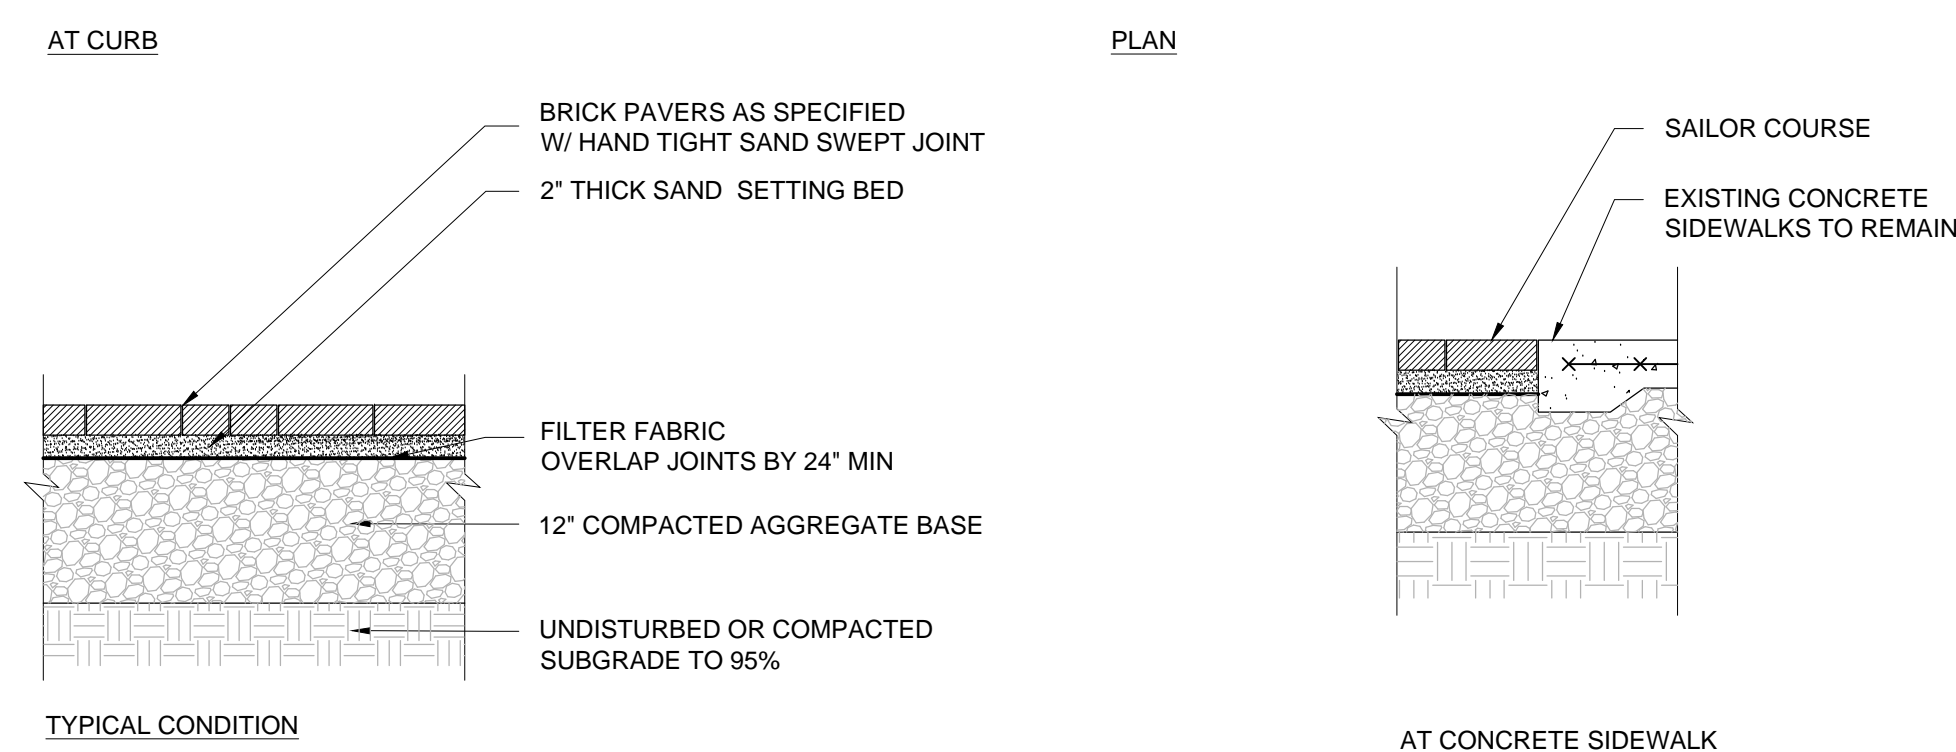 AT CURB
PLAN
BRICK PAVERS AS SPECIFIED
W/ HAND TIGHT SAND SWEPT JOINT
2" THICK SAND SETTING BED
FILTER FABRIC
OVERLAP JOINTS BY 24" MIN
12" COMPACTED AGGREGATE BASE
UNDISTURBED OR COMPACTED
SUBGRADE TO 95%
TYPICAL CONDITION
SAILOR COURSE
EXISTING CONCRETE
SIDEWALKS TO REMAIN
AT CONCRETE SIDEWALK